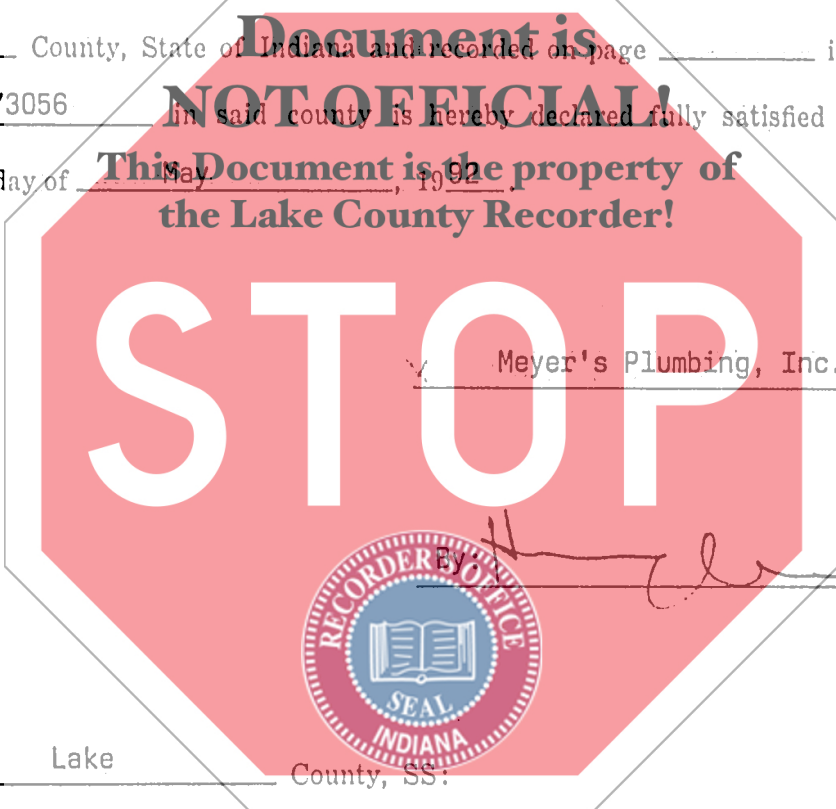 Document is
County, State of Indiana and recorded on page
NOT OFFICIAL!
3056 in said county is hereby declared fully satisfied
This Document is the property of
day of May, 1992.
the Lake County Recorder!
STOP
Meyer's Plumbing, Inc.
By:
RECORDER'S OFFICE
SEAL
INDIANA
Lake County, SS: